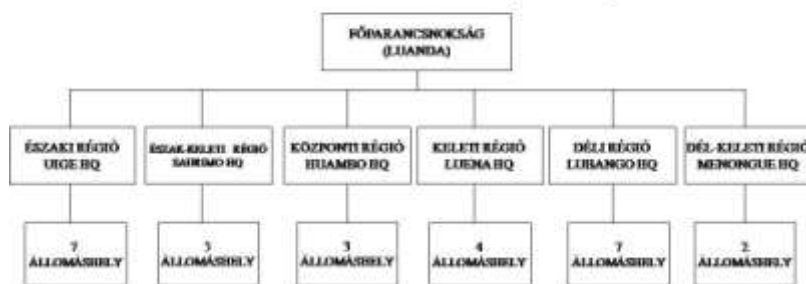 FŐPARANCSNOKSÁG
(LUANDA)
ÉSZAKI RÉGIÓ
UIGE HQ
ÉSZAK-KELETI RÉGIÓ
SAURIMO HQ
KÖZPONTI RÉGIÓ
HUAMBO HQ
KELETI RÉGIÓ
LUENA HQ
DÉLI RÉGIÓ
LUBANGO HQ
DÉL-KELETI RÉGIÓ
MENONGUE HQ
7
ÁLLOMÁSHELY
ÁLLOMÁSHELY
3
ÁLLOMÁSHELY
4
ÁLLOMÁSHELY
7
ÁLLOMÁSHELY
2
ÁLLOMÁSHELY